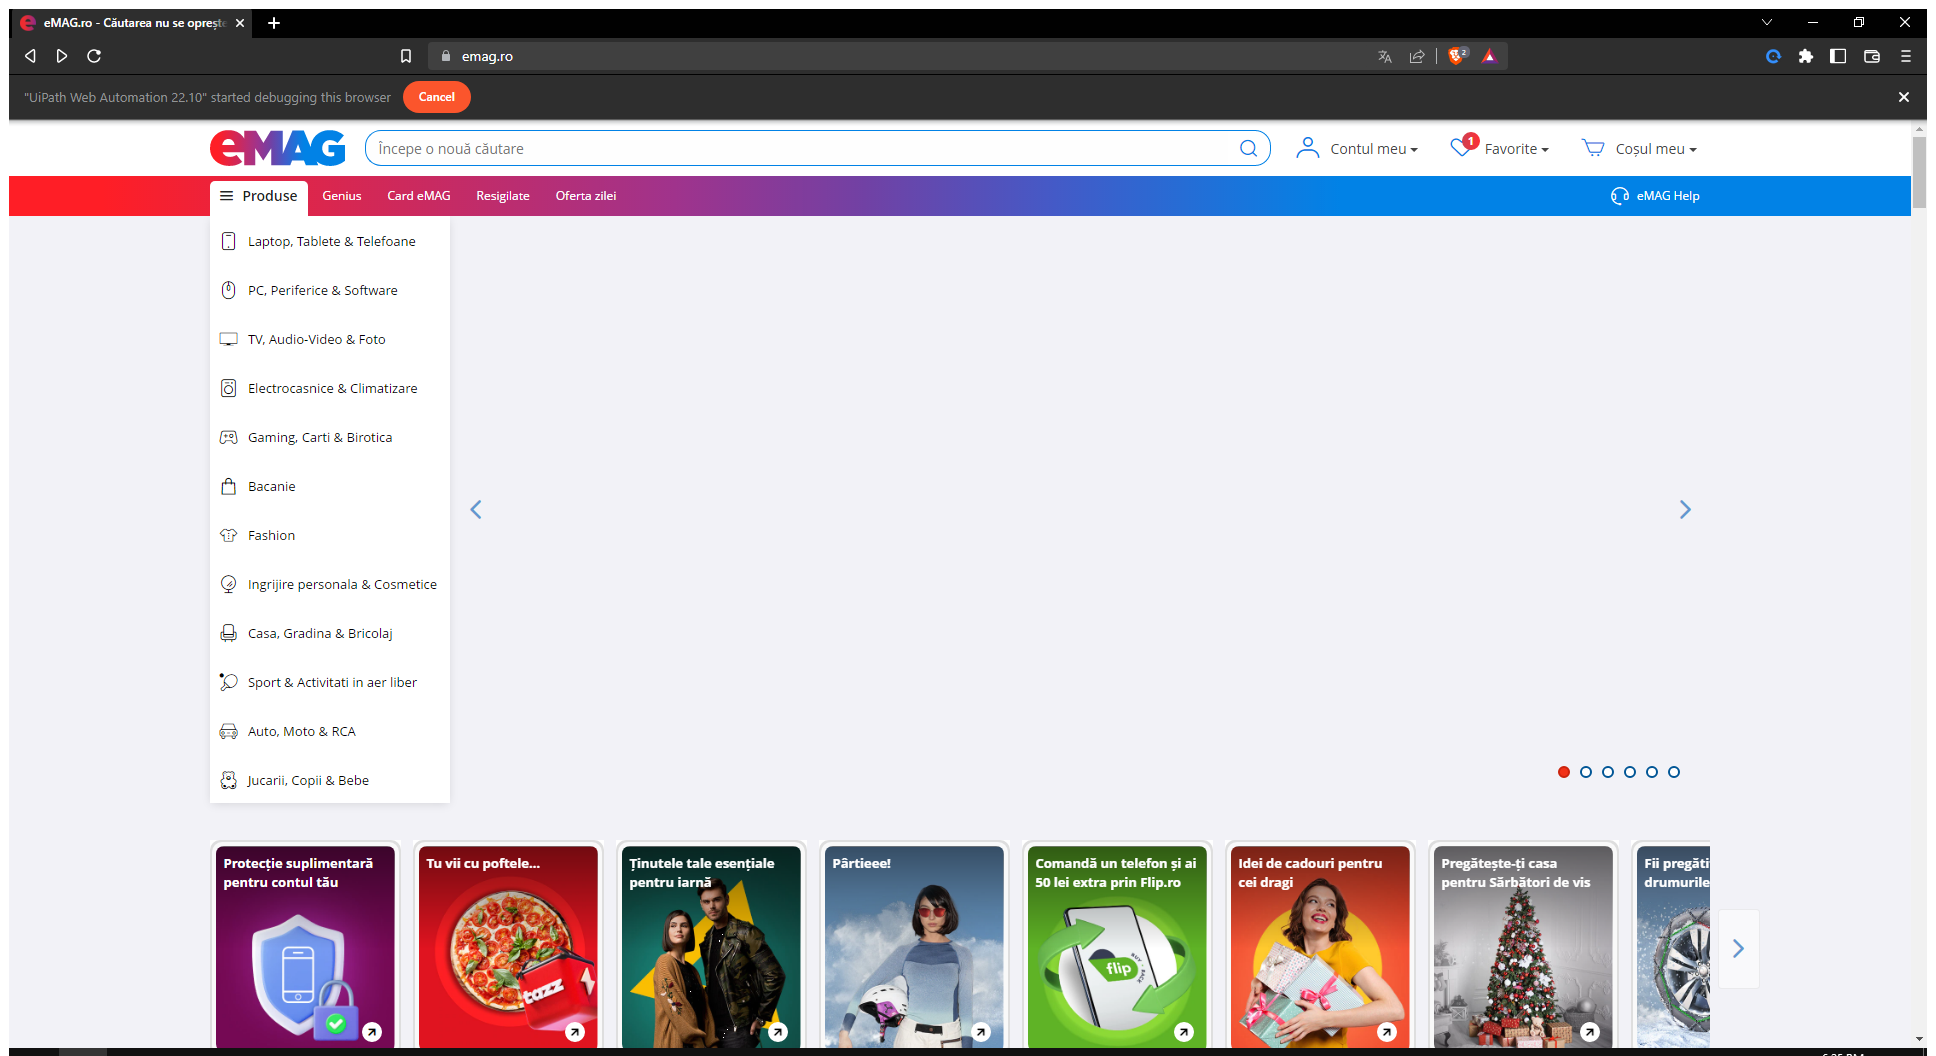 eMAG.ro - Căutarea nu se oprește
emag.ro
2
"UiPath Web Automation 22.10" started debugging this browser
Cancel
eMAG
Începe o nouă căutare
Contul meu
1
Favorite
Coșul meu
Produse
Genius
Card eMAG
Resigilate
Oferta zilei
eMAG Help
Laptop, Tablete & Telefoane
PC, Periferice & Software
TV, Audio-Video & Foto
Electrocasnice & Climatizare
Gaming, Carti & Birotica
Bacanie
Fashion
Ingrijire personala & Cosmetice
Casa, Gradina & Bricolaj
Sport & Activitati in aer liber
Auto, Moto & RCA
Jucarii, Copii & Bebe
Protecție suplimentară
pentru contul tău
Tu vii cu poftele...
tazz
Ținutele tale esențiale
pentru iarnă
Pârtieee!
Comandă un telefon și ai
50 lei extra prin Flip.ro
flip
BUY - BACK
Idei de cadouri pentru
cei dragi
Pregătește-ți casa
pentru Sărbători de vis
Fii pregăti
drumurile